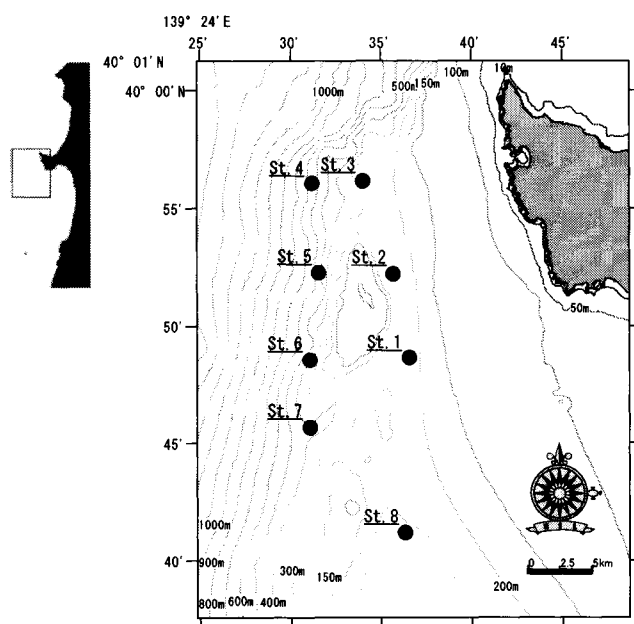 139° 24′E
25′ 30′ 35′ 40′ 45′
40° 01′N
40° 00′
100m 10m
500m 150m
1000m
St. 4 St. 3
55′
St. 5 St. 2
50m
50′
St. 6 St. 1
St. 7
45′
St. 8
1000m
0 2.5 5km
40′
900m
300m
150m
200m
800m 600m 400m